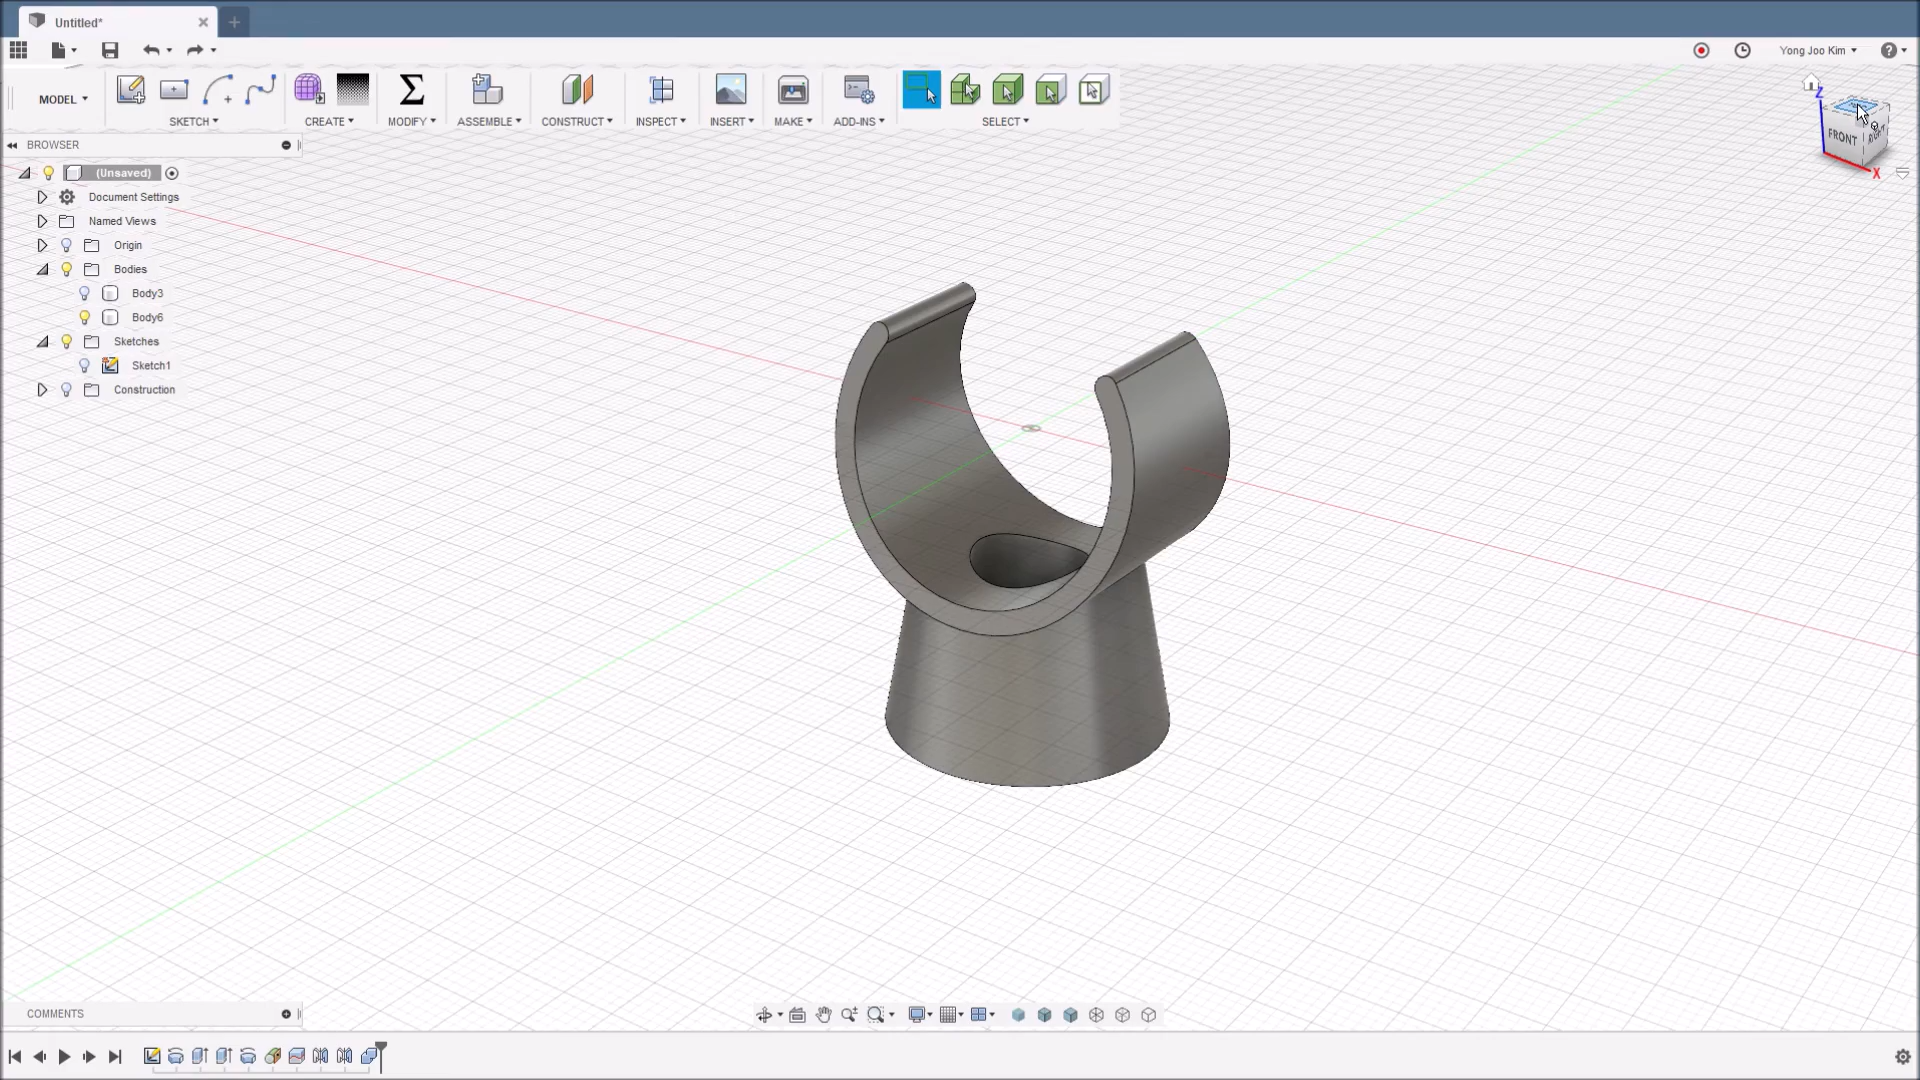 Untitled*
Yong Joo Kim
MODEL
SKETCH
CREATE
MODIFY
ASSEMBLE
CONSTRUCT
INSPECT
INSERT
MAKE
ADD-INS
SELECT
Z
FRONT
RIGHT
X
BROWSER
(Unsaved)
Document Settings
Named Views
Origin
Bodies
Body3
Body6
Sketches
Sketch1
Construction
COMMENTS